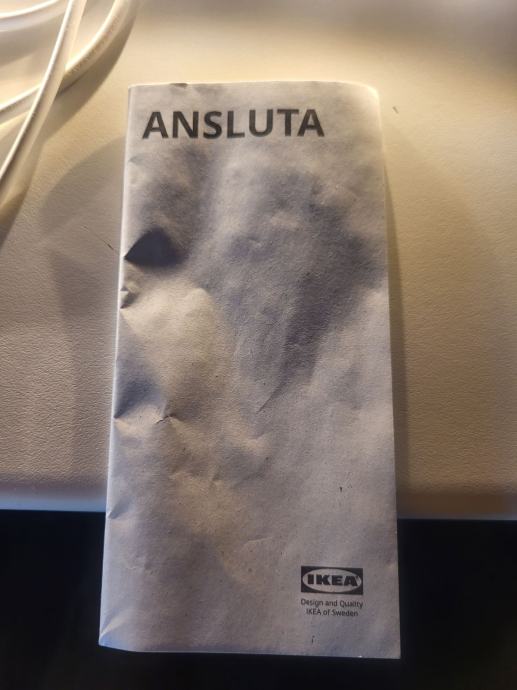 ANSLUTA
IKEA
Design and Quality
IKEA of Sweden